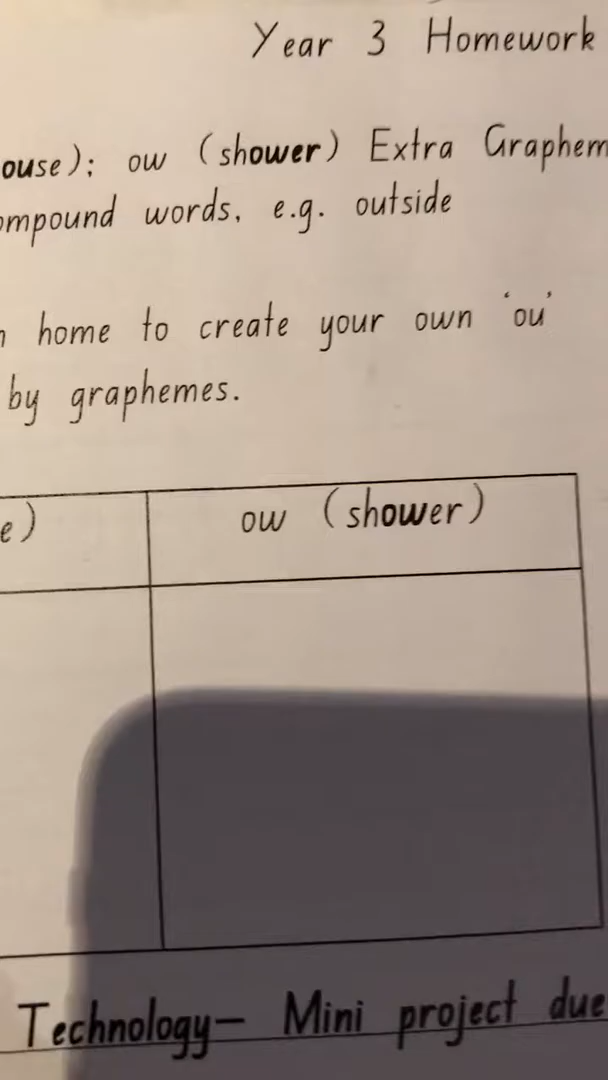 Year 3 Homework
ouse); ow (shower) Extra Graphem
ompound words, e.g. outside
home to create your own 'ou'
by graphemes.
e) ow (shower)
Technology- Mini project due